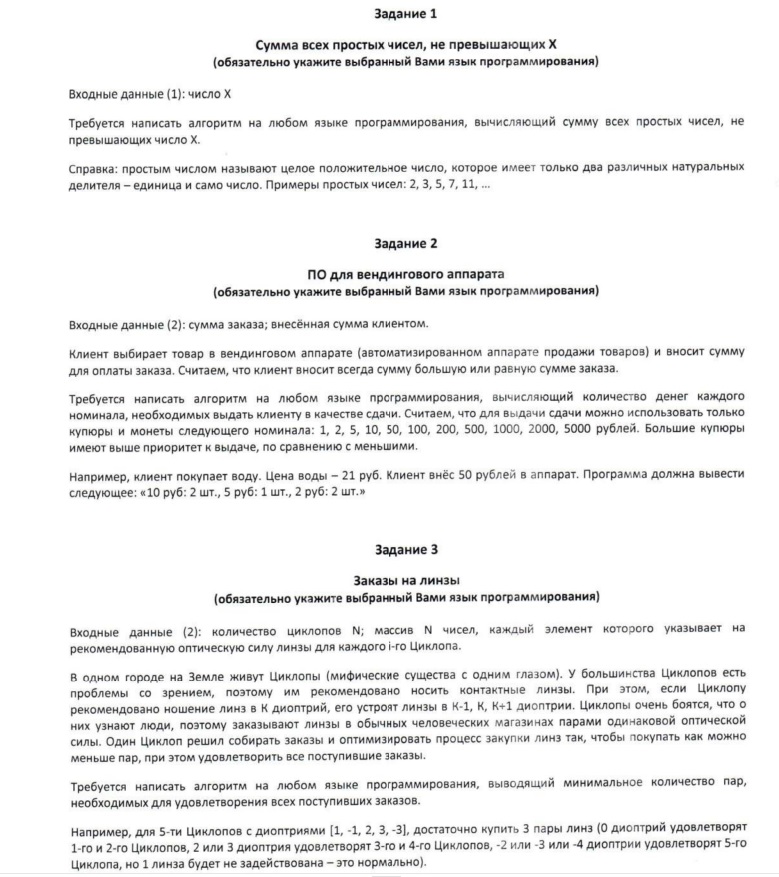 Задание 1
Сумма всех простых чисел, не превышающих X
(обязательно укажите выбранный Вами язык программирования)
Входные данные (1): число X
Требуется написать алгоритм на любом языке программирования, вычисляющий сумму всех простых чисел, не
превышающих число X.
Справка: простым числом называют целое положительное число, которое имеет только два различных натуральных
делителя – единица и само число. Примеры простых чисел: 2, 3, 5, 7, 11, ...
Задание 2
ПО для вендингового аппарата
(обязательно укажите выбранный Вами язык программирования)
Входные данные (2): сумма заказа; внесённая сумма клиентом.
Клиент выбирает товар в вендинговом аппарате (автоматизированном аппарате продажи товаров) и вносит сумму
для оплаты заказа. Считаем, что клиент вносит всегда сумму большую или равную сумме заказа.
Требуется написать алгоритм на любом языке программирования, вычисляющий количество денег каждого
номинала, необходимых выдать клиенту в качестве сдачи. Считаем, что для выдачи сдачи можно использовать только
купюры и монеты следующего номинала: 1, 2, 5, 10, 50, 100, 200, 500, 1000, 2000, 5000 рублей. Большие купюры
имеют выше приоритет к выдаче, по сравнению с меньшими.
Например, клиент покупает воду. Цена воды – 21 руб. Клиент внёс 50 рублей в аппарат. Программа должна вывести
следующее: «10 руб: 2 шт., 5 руб: 1 шт., 2 руб: 2 шт.»
Задание 3
Заказы на линзы
(обязательно укажите выбранный Вами язык программирования)
Входные данные (2): количество циклопов N; массив N чисел, каждый элемент которого указывает на
рекомендованную оптическую силу линзы для каждого i-го Циклопа.
В одном городе на Земле живут Циклопы (мифические существа с одним глазом). У большинства Циклопов есть
проблемы со зрением, поэтому им рекомендовано носить контактные линзы. При этом, если Циклопу
рекомендовано ношение линз в К диоптрий, его устроят линзы в К-1, К, К+1 диоптрии. Циклопы очень боятся, что о
них узнают люди, поэтому заказывают линзы в обычных человеческих магазинах парами одинаковой оптической
силы. Один Циклоп решил собирать заказы и оптимизировать процесс закупки линз так, чтобы покупать как можно
меньше пар, при этом удовлетворить все поступившие заказы.
Требуется написать алгоритм на любом языке программирования, выводящий минимальное количество пар,
необходимых для удовлетворения всех поступивших заказов.
Например, для 5-ти Циклопов с диоптриями [1, -1, 2, 3, -3], достаточно купить 3 пары линз (0 диоптрий удовлетворят
1-го и 2-го Циклопов, 2 или 3 диоптрия удовлетворят 3-го и 4-го Циклопов, -2 или -3 или -4 диоптрии удовлетворят 5-го
Циклопа, но 1 линза будет не задействована – это нормально).